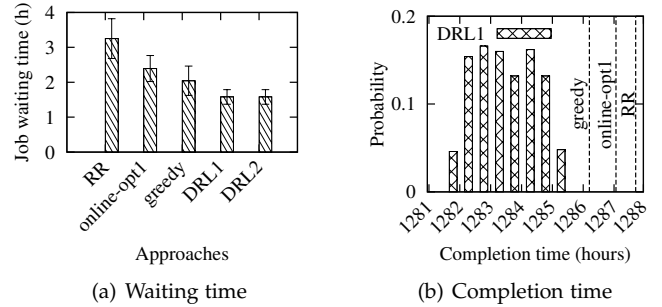 Job waiting time (h)
4
3
2
1
0
RR
online-opt1
greedy
DRL1
DRL2
Approaches
(a) Waiting time
Probability
0.2
0.1
0
DRL1
greedy
online-opt1
RR
1281
1282
1283
1284
1285
1286
1287
1288
Completion time (hours)
(b) Completion time